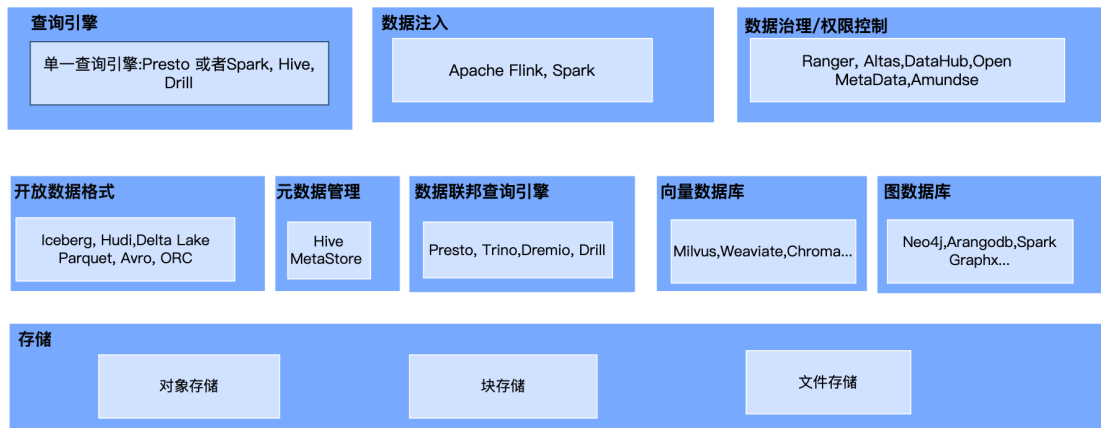 查询引擎
单一查询引擎:Presto 或者Spark, Hive,
Drill
数据注入
Apache Flink, Spark
数据治理/权限控制
Ranger, Altas,DataHub,Open
MetaData,Amundse
开放数据格式
Iceberg, Hudi,Delta Lake
Parquet, Avro, ORC
元数据管理
Hive
MetaStore
数据联邦查询引擎
Presto, Trino,Dremio, Drill
向量数据库
Milvus,Weaviate,Chroma...
图数据库
Neo4j,Arangodb,Spark
Graphx...
存储
对象存储
块存储
文件存储